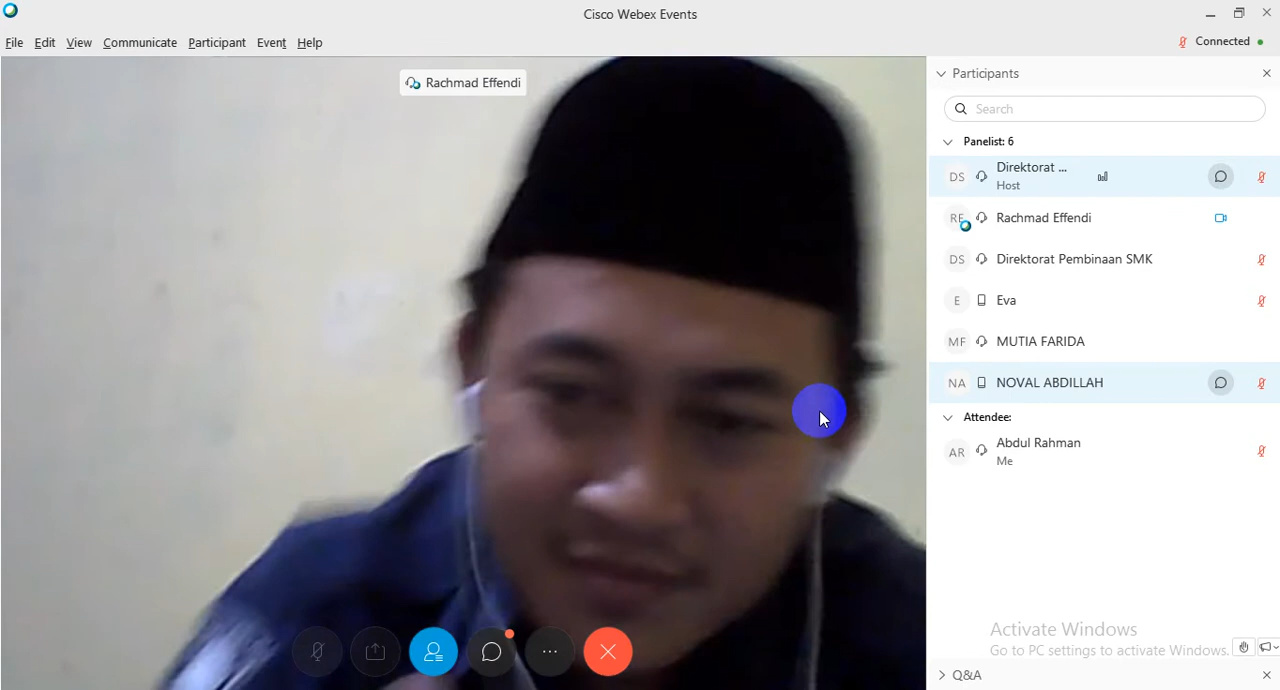 Cisco Webex Events
File Edit View Communicate Participant Event Help
Connected
Rachmad Effendi
Participants
Search
Panelist: 6
DS Direktorat ...
Host
RE Rachmad Effendi
DS Direktorat Pembinaan SMK
E Eva
MF MUTIA FARIDA
NA NOVAL ABDILLAH
Attendee:
AR Abdul Rahman
Me
Activate Windows
Go to PC settings to activate Windows.
Q&A